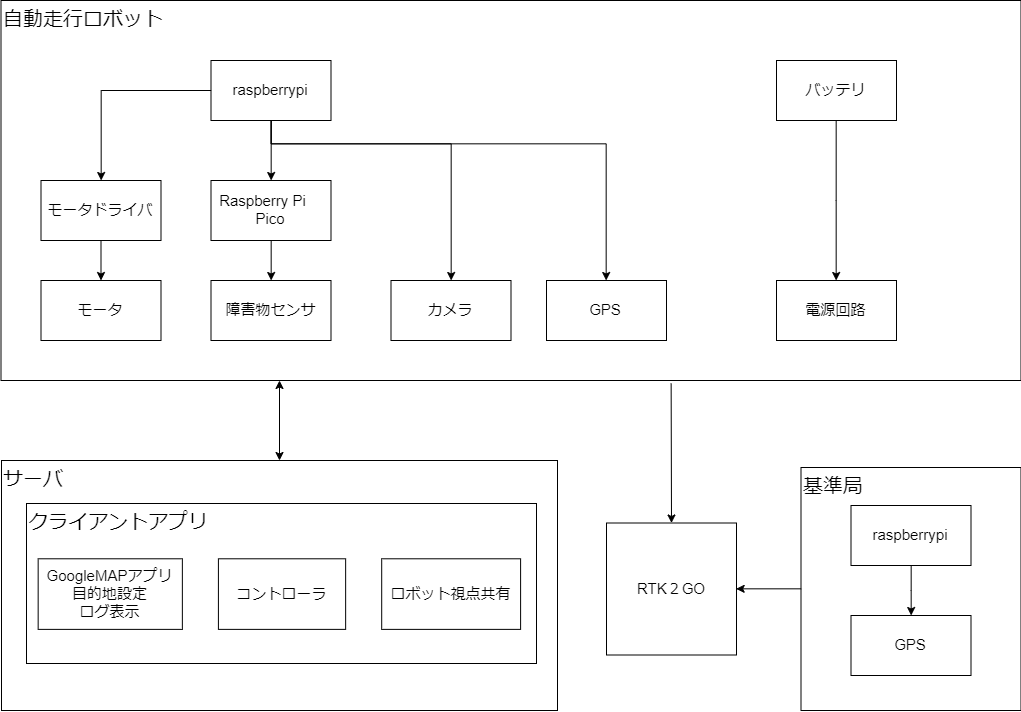 自動走行ロボット
raspberrypi
バッテリ
モータドライバ
Raspberry Pi
Pico
モータ
障害物センサ
カメラ
GPS
電源回路
サーバ
クライアントアプリ
GoogleMAPアプリ
目的地設定
ログ表示
コントローラ
ロボット視点共有
RTK 2 GO
基準局
raspberrypi
GPS